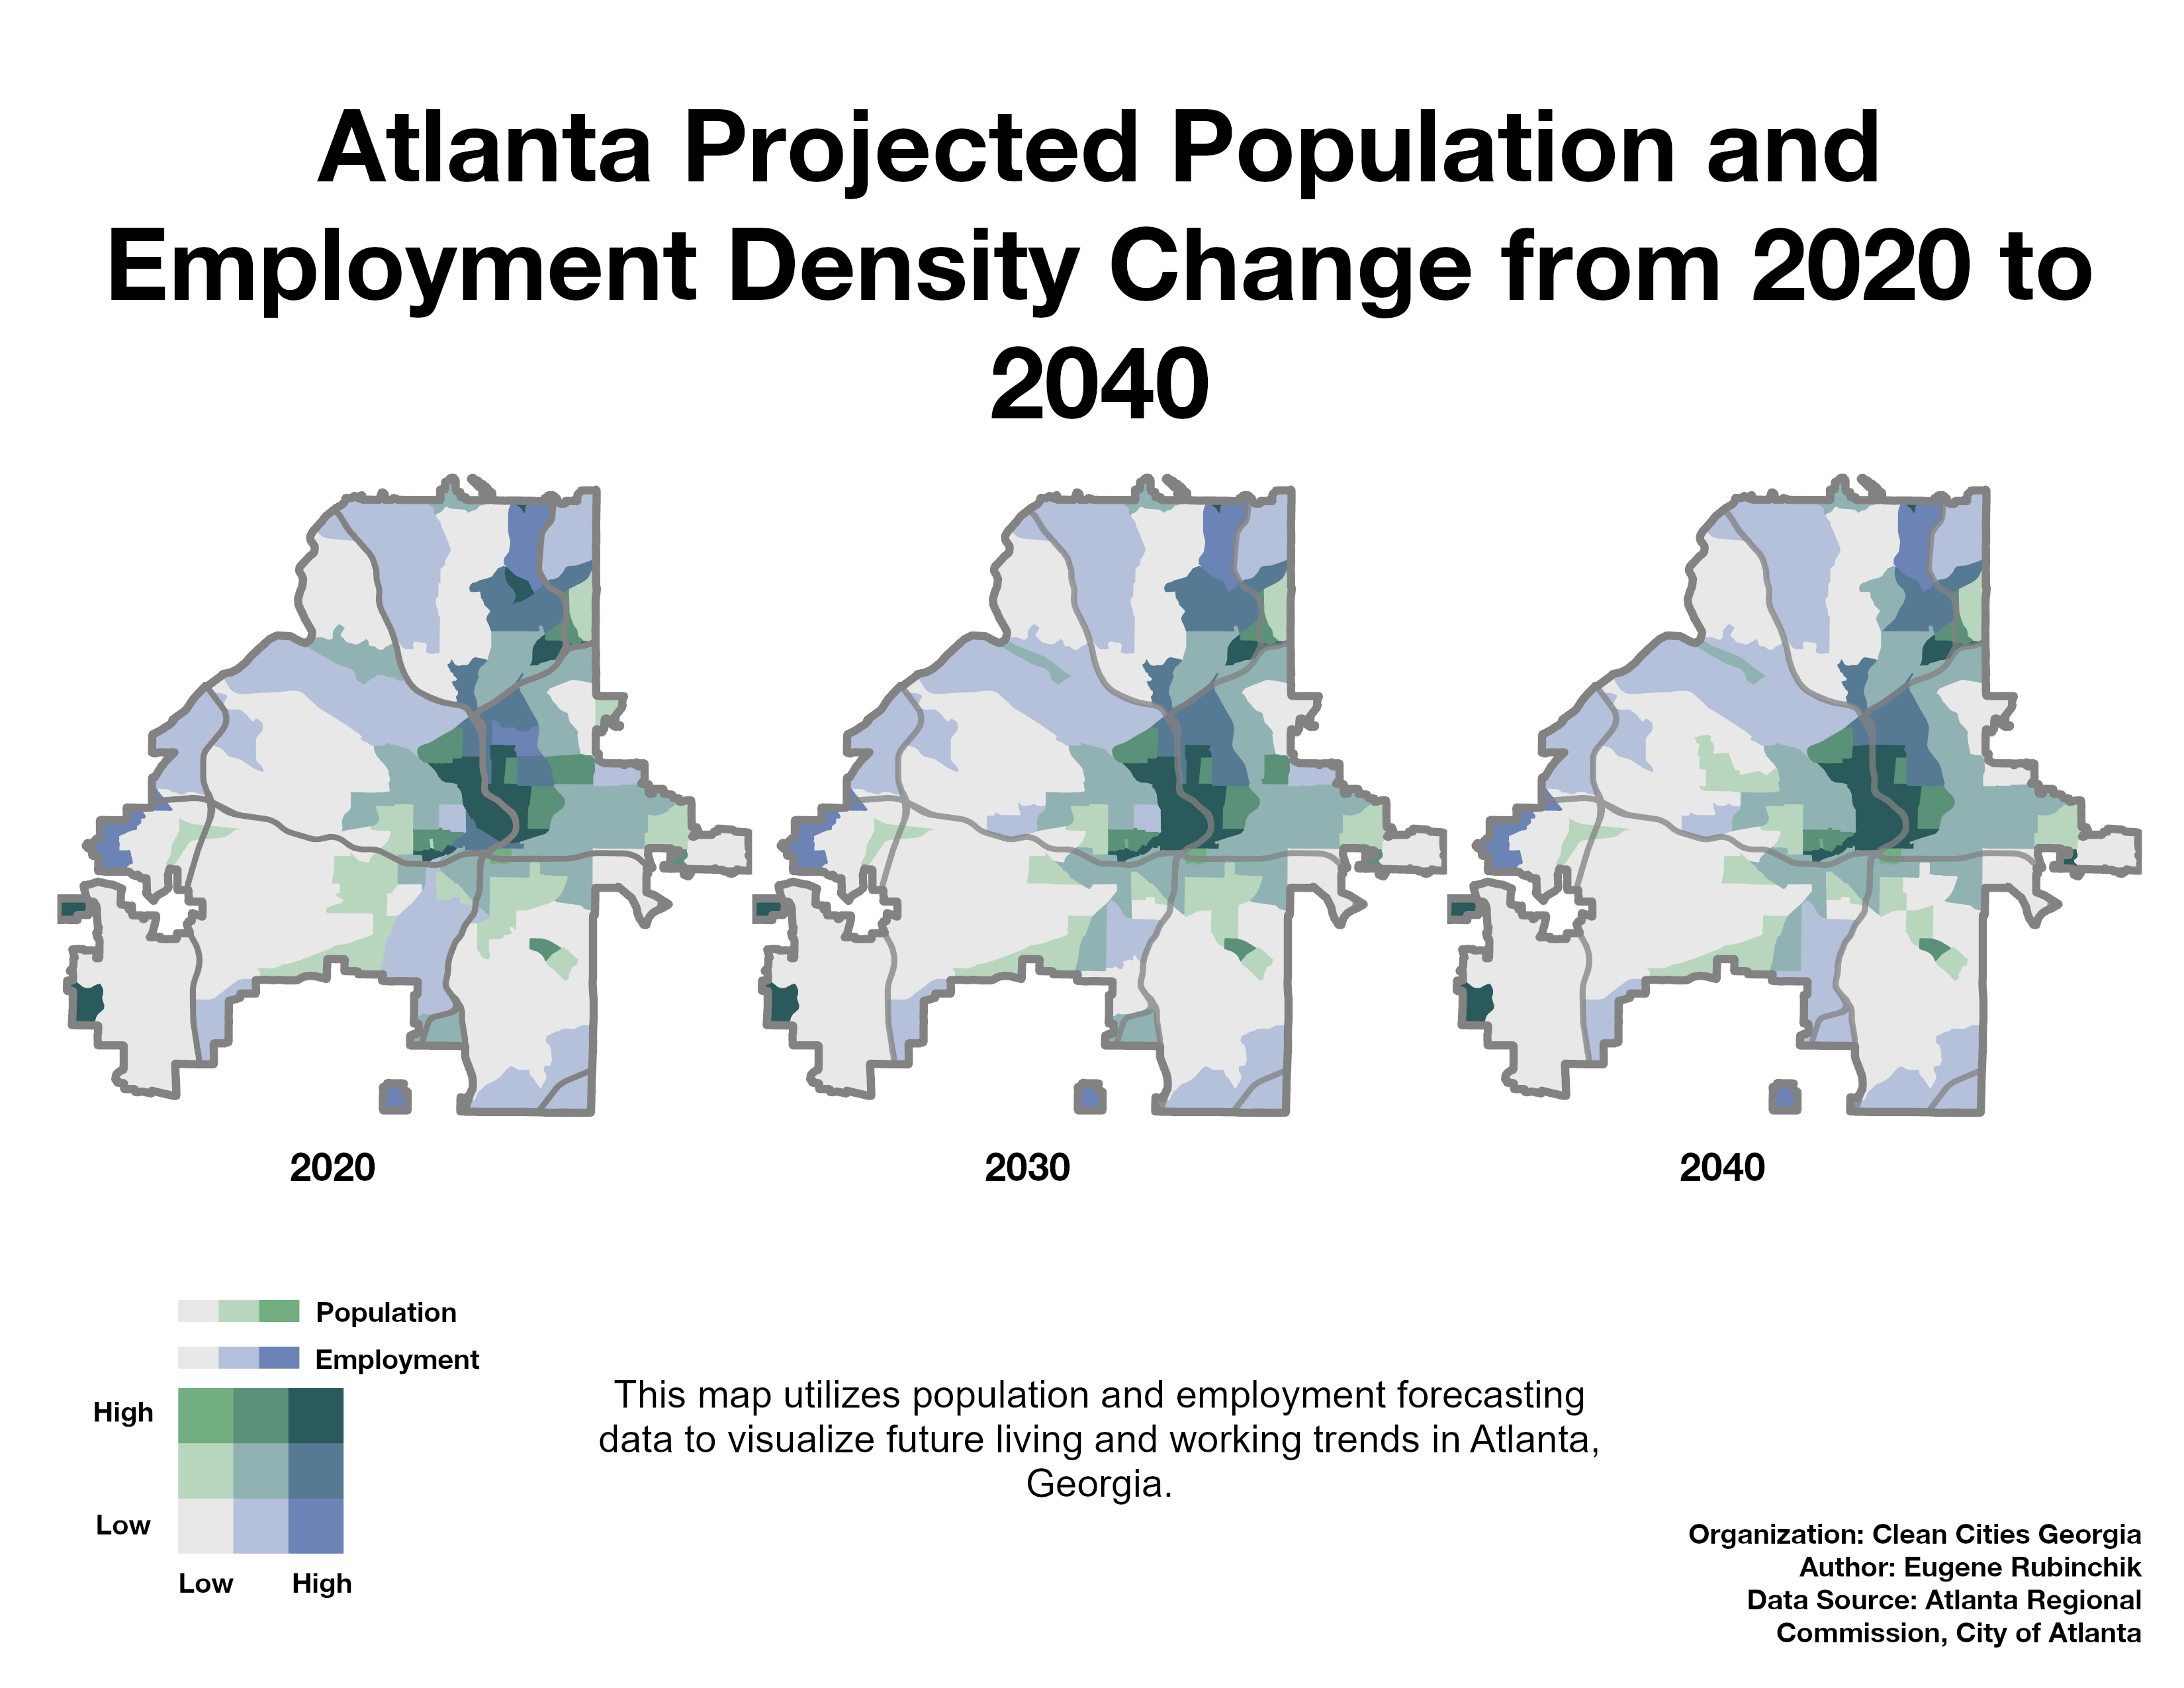 Atlanta Projected Population and
Employment Density Change from 2020 to
2040
2020
2030
2040
Population
Employment
High
Low
Low
High
This map utilizes population and employment forecasting
data to visualize future living and working trends in Atlanta,
Georgia.
Organization: Clean Cities Georgia
Author: Eugene Rubinchik
Data Source: Atlanta Regional
Commission, City of Atlanta